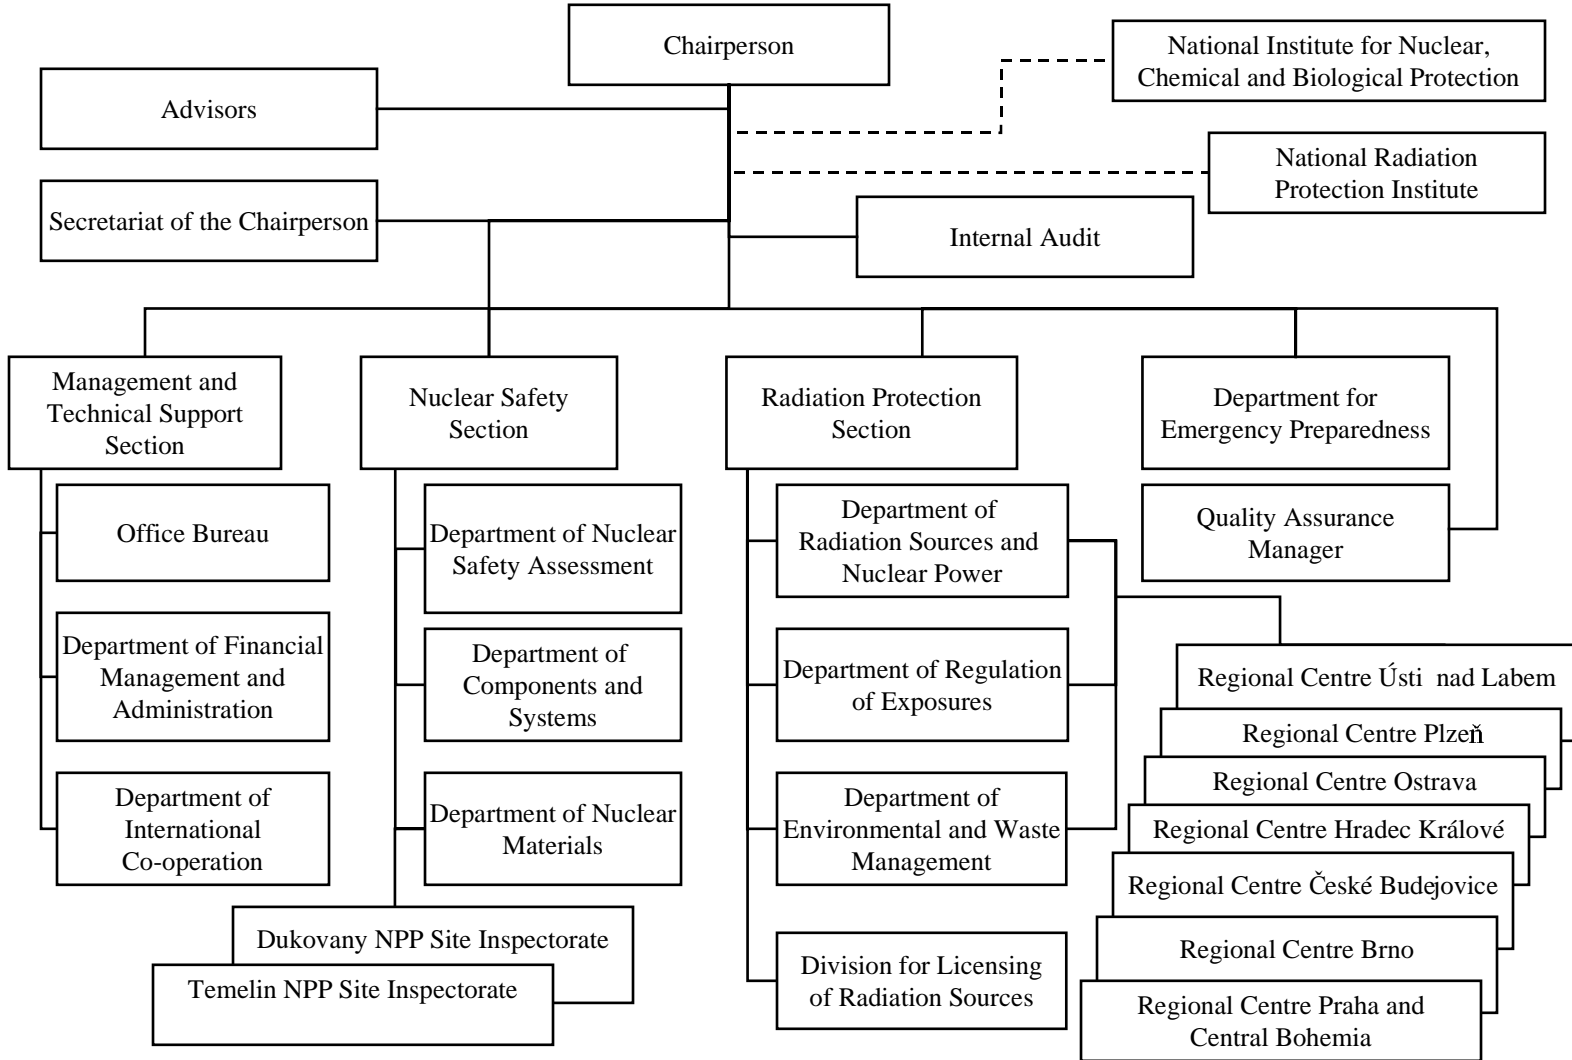 Chairperson
National Institute for Nuclear,
Chemical and Biological Protection
Advisors
National Radiation
Protection Institute
Secretariat of the Chairperson
Internal Audit
Management and
Technical Support
Section
Nuclear Safety
Section
Radiation Protection
Section
Department for
Emergency Preparedness
Office Bureau
Department of Financial
Management and
Administration
Department of
International
Co-operation
Department of Nuclear
Safety Assessment
Department of
Components and
Systems
Department of Nuclear
Materials
Dukovany NPP Site Inspectorate
Temelin NPP Site Inspectorate
Department of
Radiation Sources and
Nuclear Power
Department of Regulation
of Exposures
Department of
Environmental and Waste
Management
Division for Licensing
of Radiation Sources
Quality Assurance
Manager
Regional Centre Ústi nad Labem
Regional Centre Plzeň
Regional Centre Ostrava
Regional Centre Hradec Králové
Regional Centre České Budejovice
Regional Centre Brno
Regional Centre Praha and
Central Bohemia